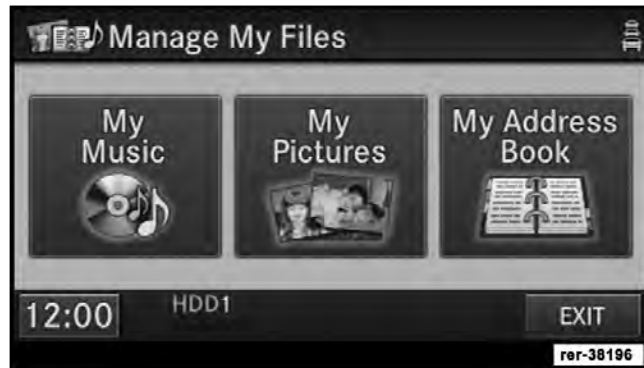 Manage My Files
My
Music
My
Pictures
My Address
Book
12:00
HDD1
EXIT
rer-38196